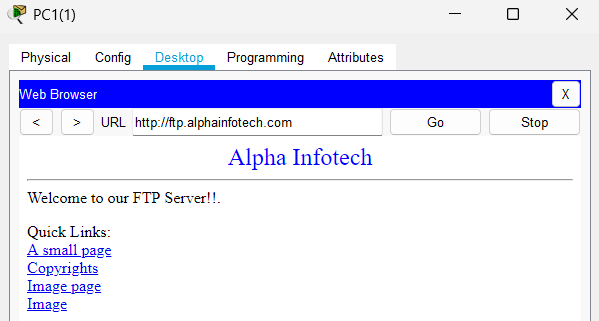 PC1(1)
Physical Config Desktop Programming Attributes
Web Browser X
< > URL http://ftp.alphainfotech.com Go Stop
Alpha Infotech
Welcome to our FTP Server!!.
Quick Links:
A small page
Copyrights
Image page
Image